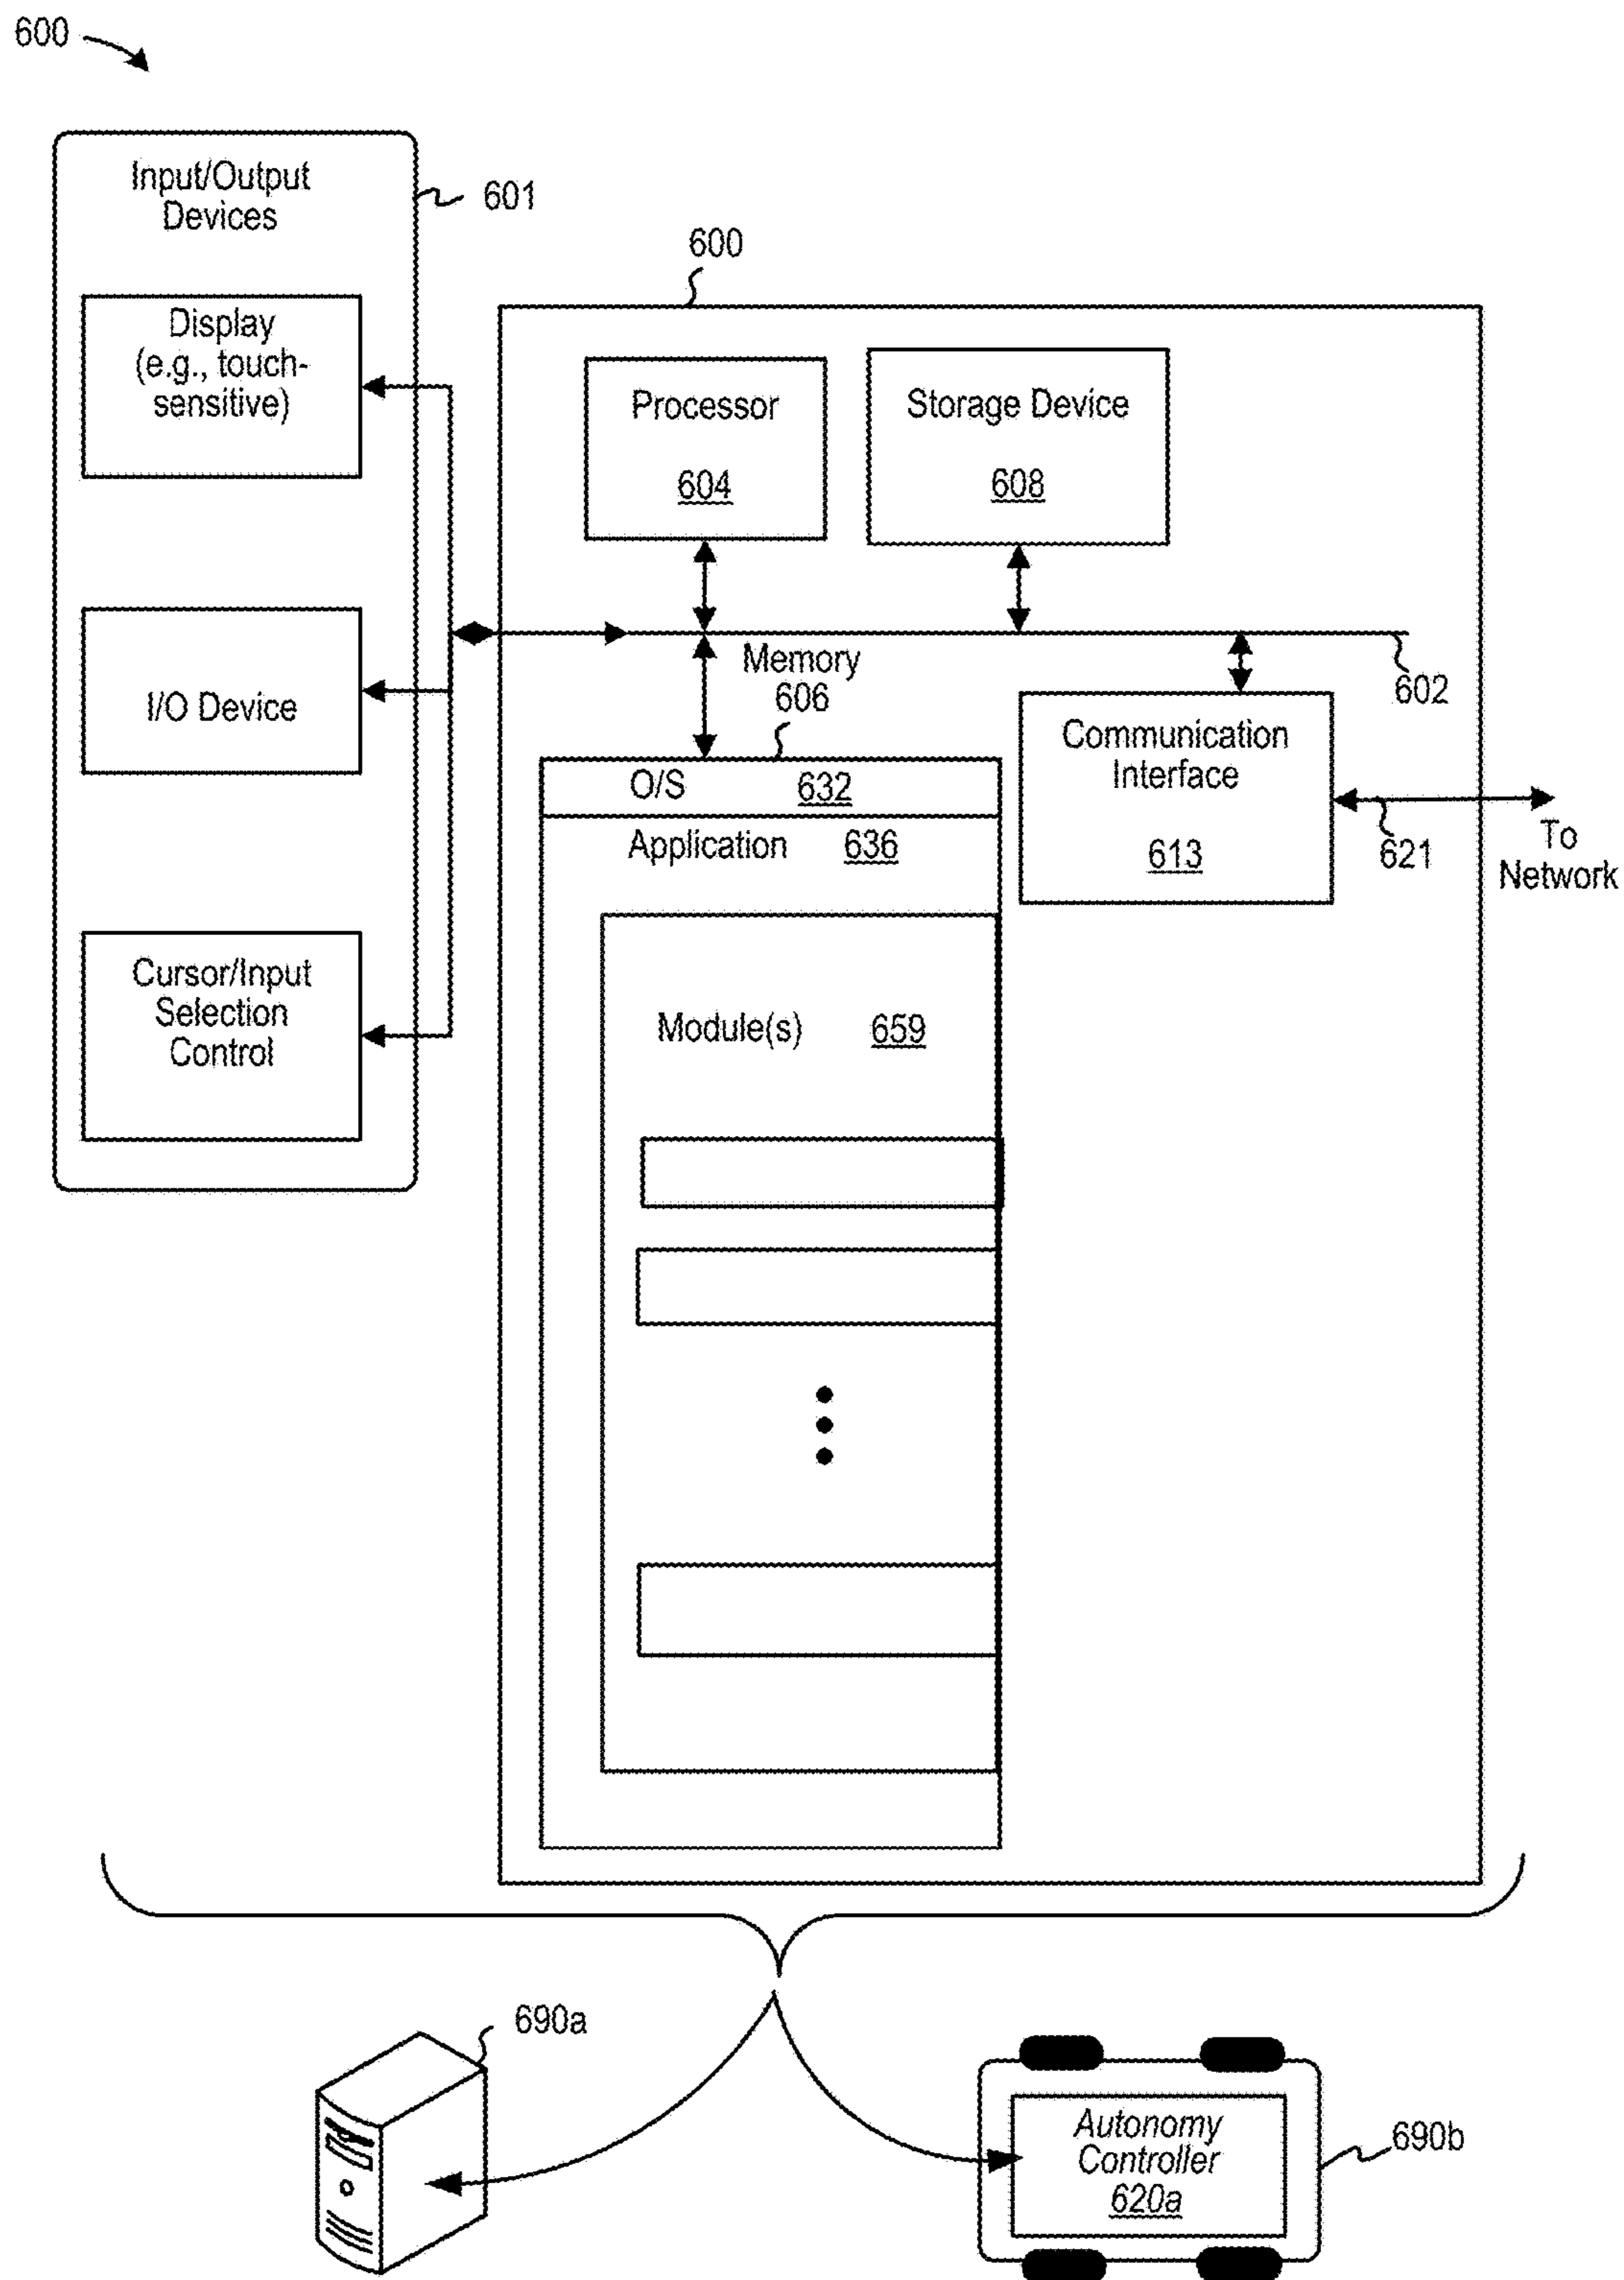 600
Input/Output
Devices
601
Display
(e.g., touch-
sensitive)
I/O Device
Cursor/Input
Selection
Control
600
Processor
604
Storage Device
608
602
Memory
606
O/S 632
Application 636
Module(s) 659
Communication
Interface
613
621
To
Network
690a
Autonomy
Controller
620a
690b